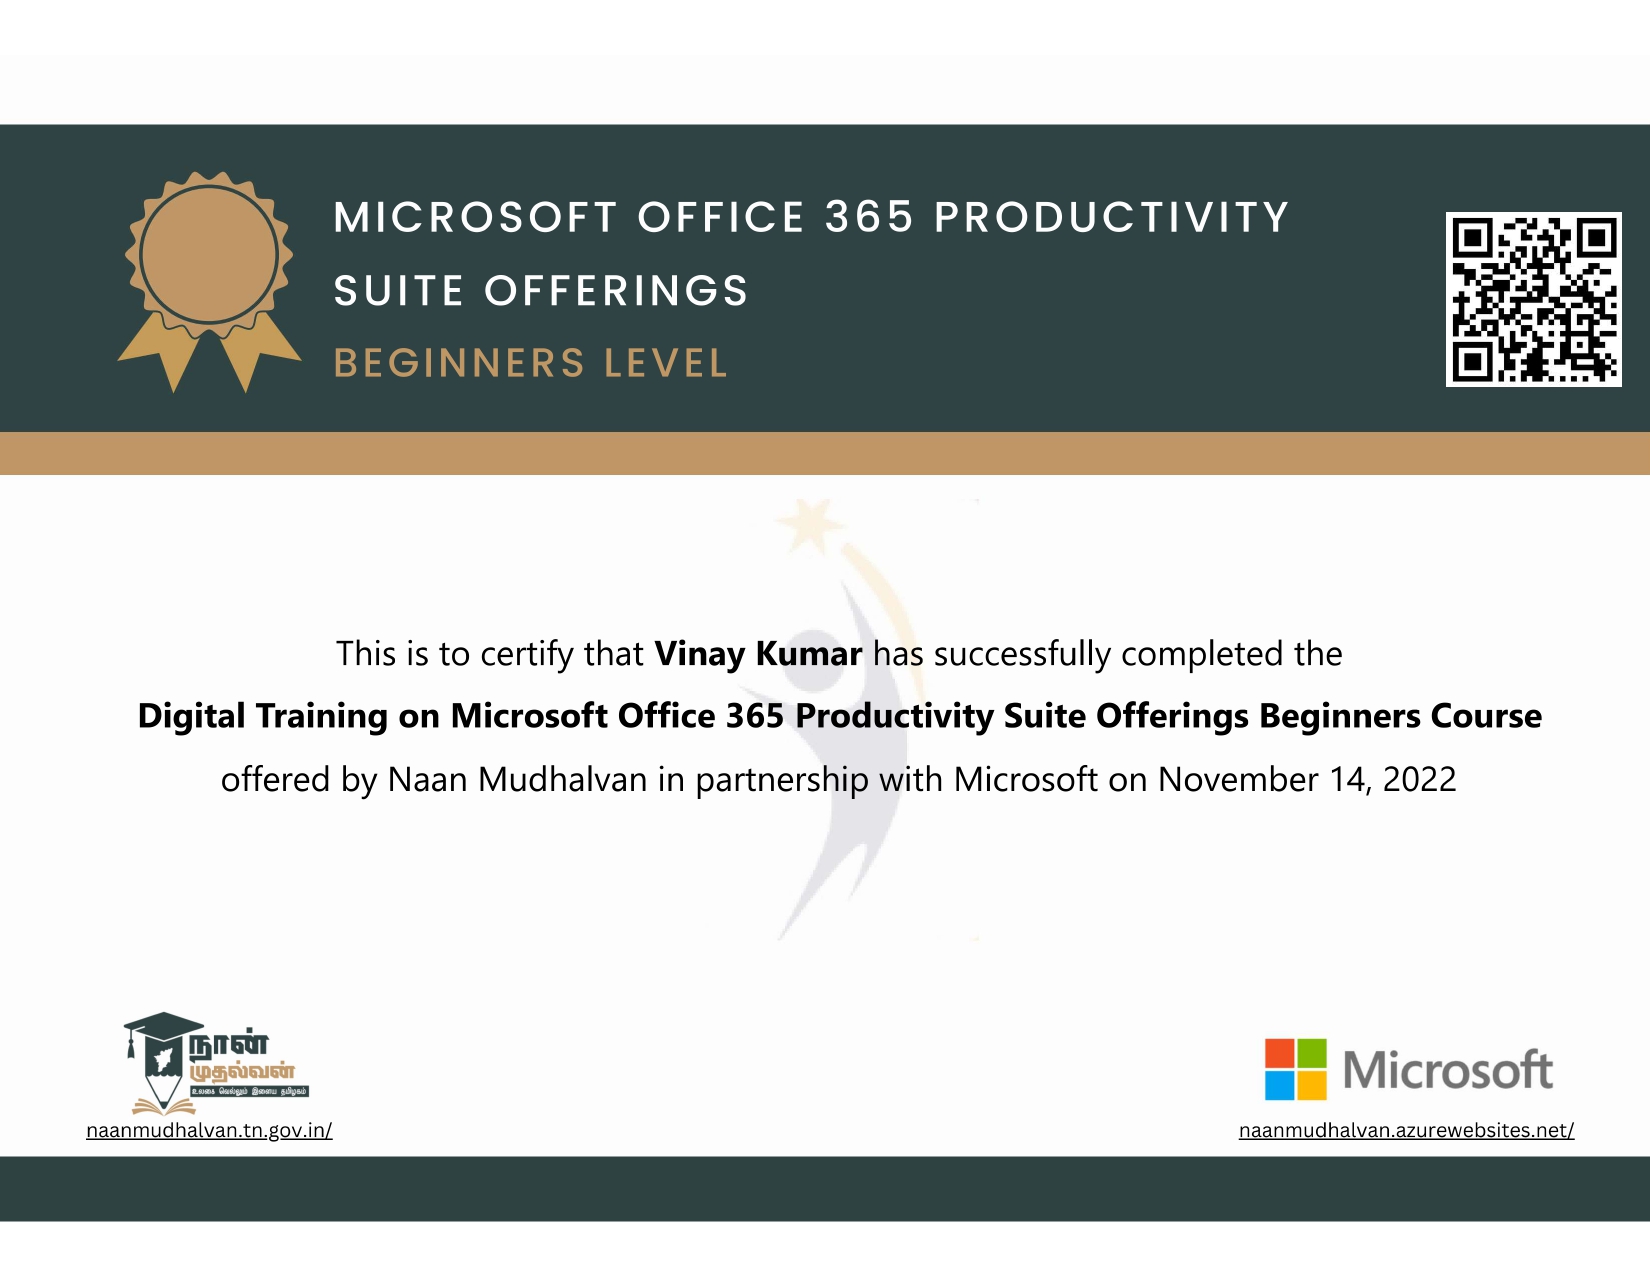 MICROSOFT OFFICE 365 PRODUCTIVITY
SUITE OFFERINGS
BEGINNERS LEVEL
This is to certify that Vinay Kumar has successfully completed the
Digital Training on Microsoft Office 365 Productivity Suite Offerings Beginners Course
offered by Naan Mudhalvan in partnership with Microsoft on November 14, 2022
நான்
முதல்வன்
உலகை வெல்லும் இளைய தமிழகம்
naanmudhalvan.tn.gov.in/
Microsoft
naanmudhalvan.azurewebsites.net/